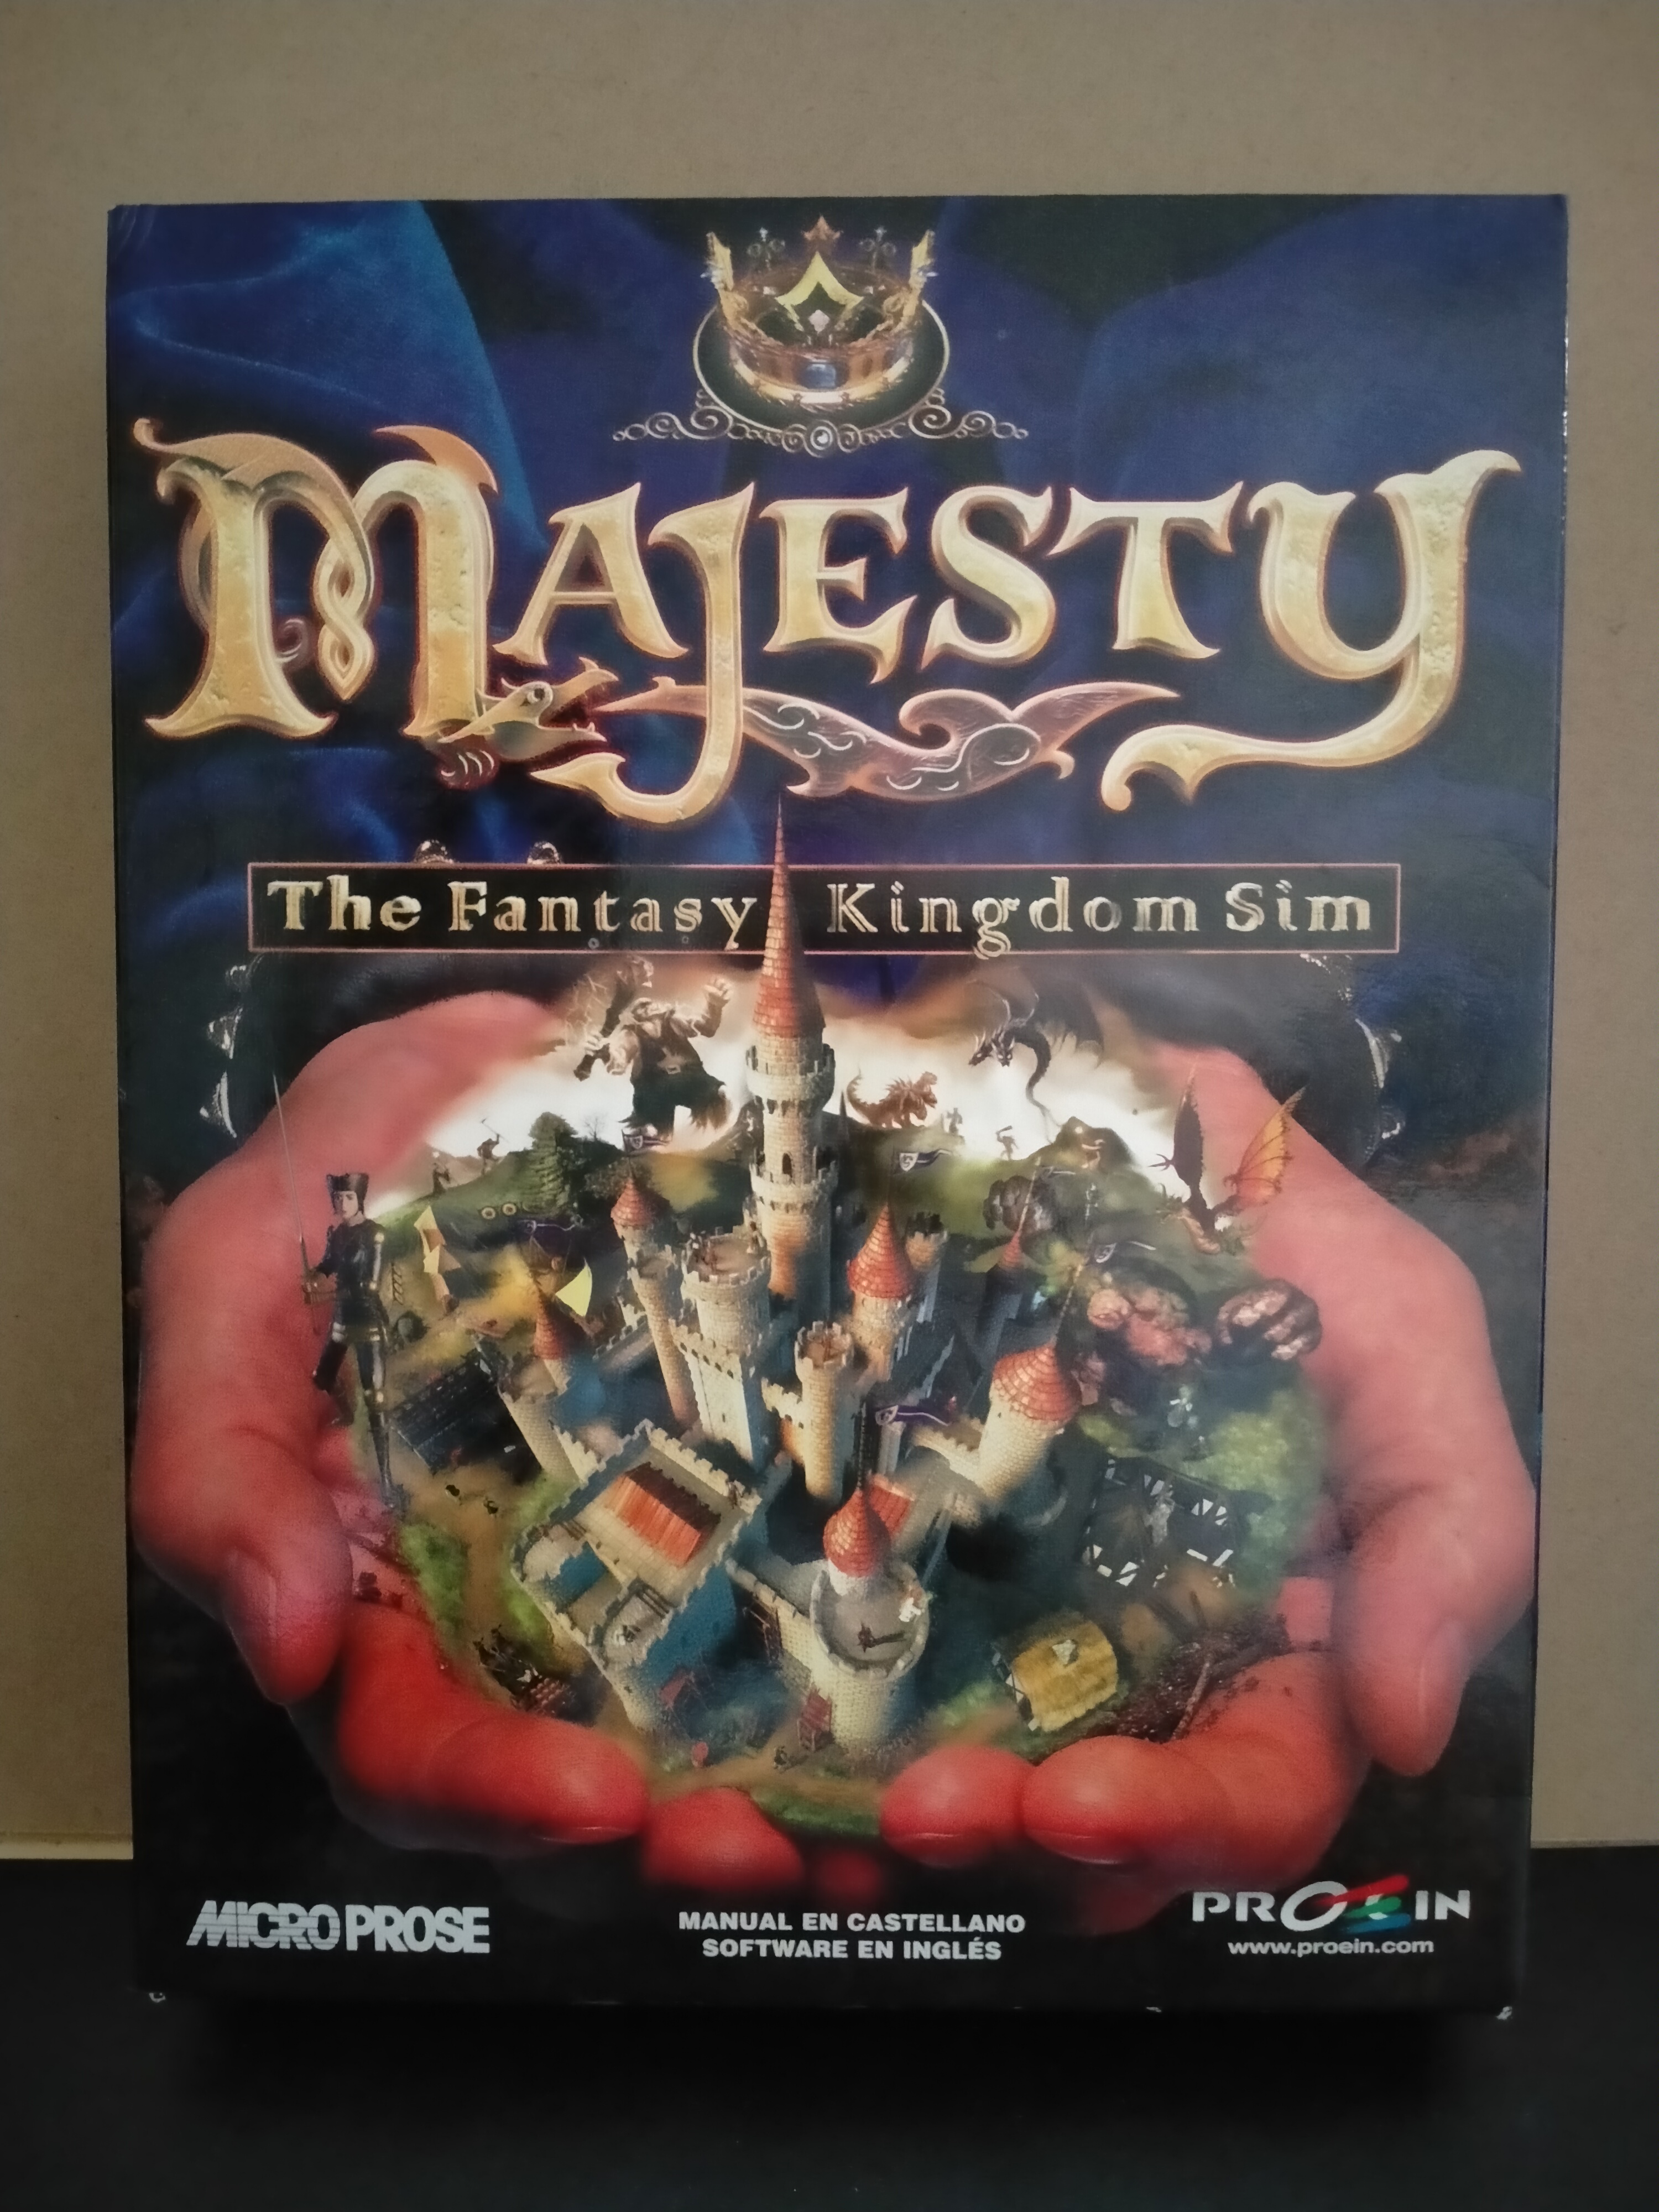 MAJESTY
The Fantasy Kingdom Sim
MICROPROSE
MANUAL EN CASTELLANO
SOFTWARE EN INGLÉS
PROEIN
www.proein.com